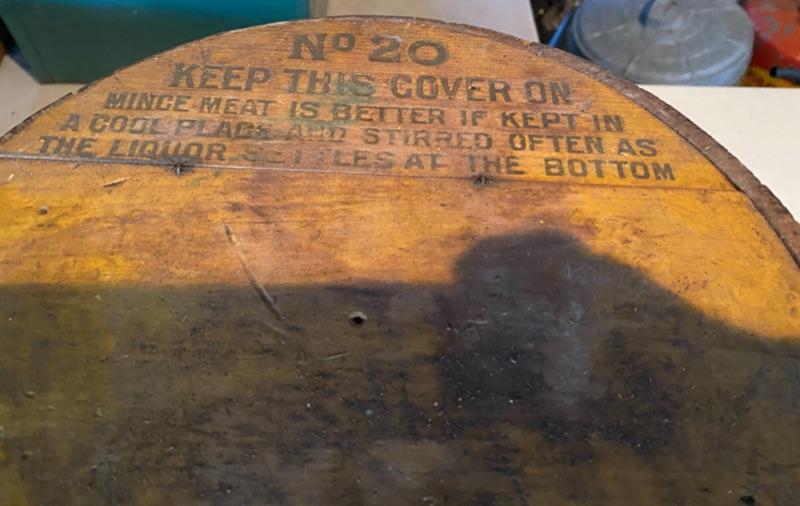 No 20
KEEP THIS COVER ON
MINCE MEAT IS BETTER IF KEPT IN
A COOL PLACE AND STIRRED OFTEN AS
THE LIQUOR SETTLES AT THE BOTTOM